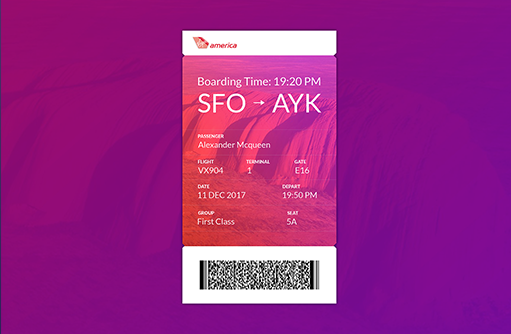 america
Boarding Time: 19:20 PM
SFO → AYK
PASSENGER
Alexander Mcqueen
FLIGHT TERMINAL GATE
VX904 1 E16
DATE DEPART
11 DEC 2017 19:50 PM
GROUP SEAT
First Class 5A